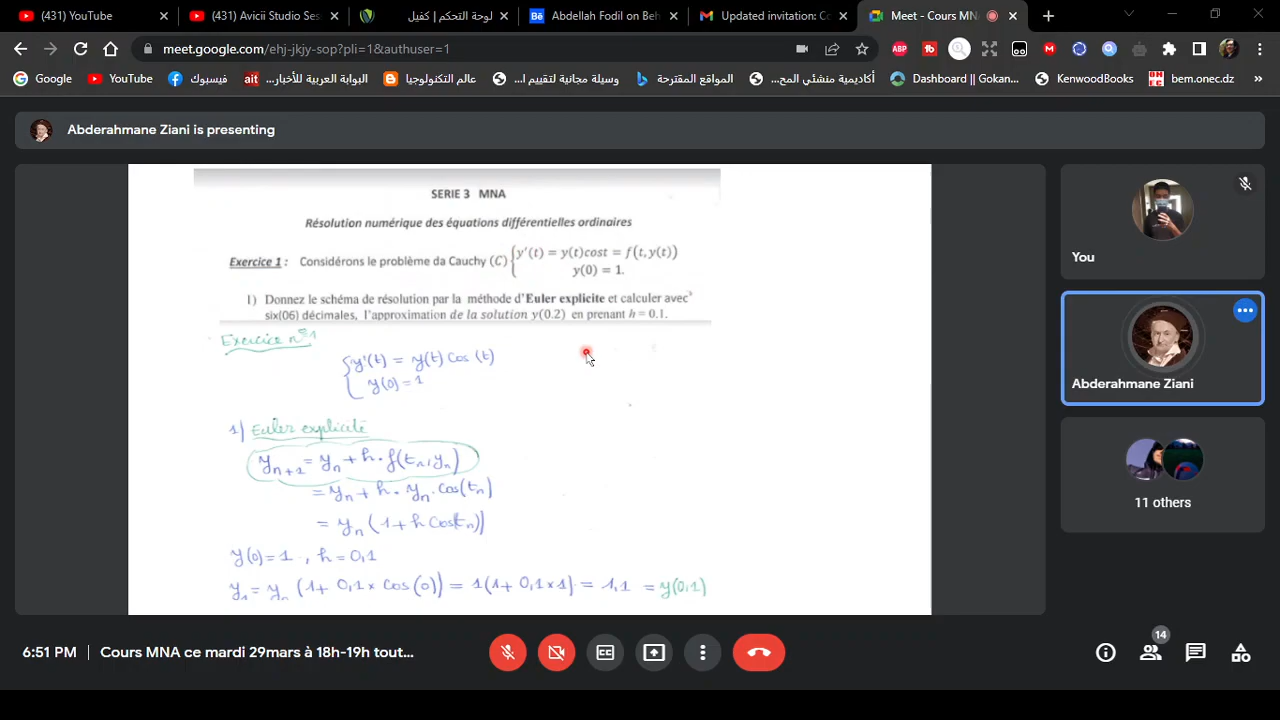 (431) YouTube
(431) Avicii Studio Ses
لوحة التحكم | كفيل
Abdellah Fodil on Beh
Updated invitation: Co
Meet - Cours MN
meet.google.com/ehj-jkjy-sop?pli=1&authuser=1
Google
YouTube
فيسبوك
البوابة العربية للأخبار...
عالم التكنولوجيا
وسيلة مجانية لتقييم ا...
المواقع المقترحة
أكاديمية منشئي المح...
Dashboard || Gokan...
KenwoodBooks
bem.onec.dz
Abderahmane Ziani is presenting
SERIE 3 MNA
Résolution numérique des équations différentielles ordinaires
Exercice 1 : Considérons le problème da Cauchy (C) { y'(t) = y(t)cost = f(t, y(t))
y(0) = 1.
1) Donnez le schéma de résolution par la méthode d'Euler explicite et calculer avec
six(06) décimales, l'approximation de la solution y(0.2) en prenant h = 0.1.
Exercice n°1
{ y'(t) = y(t) Cos (t)
y(0) = 1
1) Euler explicite
yn+1 = yn + h · f(tn, yn)
= yn + h · yn · Cos(tn)
= yn (1 + h Cos(tn))
y(0) = 1 , h = 0,1
y1 = yn (1 + 0,1 × Cos(0)) = 1(1 + 0,1 × 1) = 1,1 = y(0,1)
You
Abderahmane Ziani
11 others
6:51 PM | Cours MNA ce mardi 29mars à 18h-19h tout...
14